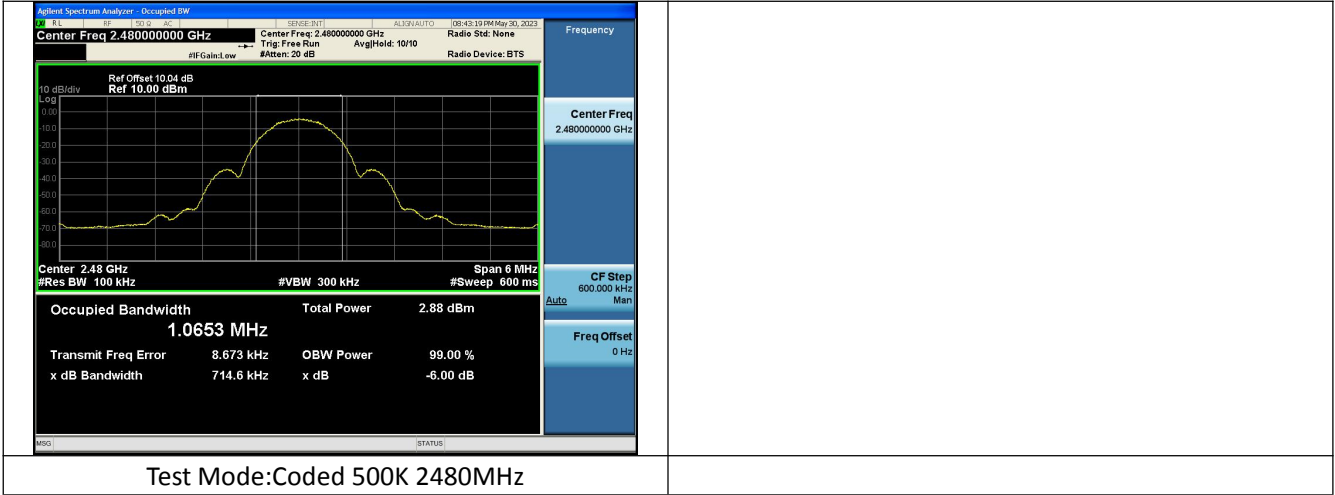 Agilent Spectrum Analyzer - Occupied BW
RL RF 50 Ω AC SENSE:INT ALIGNAUTO 08:43:19 PM May 30, 2023
Center Freq 2.480000000 GHz
Center Freq: 2.480000000 GHz Radio Std: None
Trig: Free Run Avg|Hold: 10/10
#IFGain:Low #Atten: 20 dB Radio Device: BTS
Frequency
Ref Offset 10.04 dB
10 dB/div Ref 10.00 dBm
Log
0.00
-10.0
-20.0
-30.0
-40.0
-50.0
-60.0
-70.0
-80.0
Center Freq
2.480000000 GHz
Center 2.48 GHz Span 6 MHz
#Res BW 100 kHz #VBW 300 kHz #Sweep 600 ms
CF Step
600.000 kHz
Auto Man
Occupied Bandwidth Total Power 2.88 dBm
1.0653 MHz
Freq Offset
0 Hz
Transmit Freq Error 8.673 kHz OBW Power 99.00 %
x dB Bandwidth 714.6 kHz x dB -6.00 dB
MSG STATUS
Test Mode:Coded 500K 2480MHz